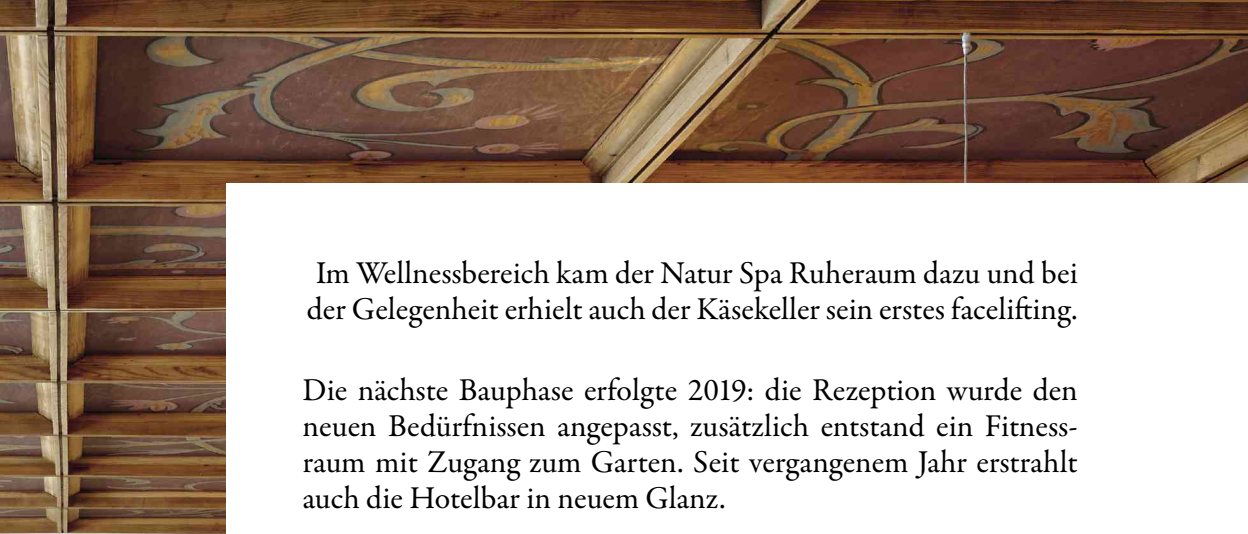 Im Wellnessbereich kam der Natur Spa Ruheraum dazu und bei
der Gelegenheit erhielt auch der Käsekeller sein erstes facelifting.
Die nächste Bauphase erfolgte 2019: die Rezeption wurde den
neuen Bedürfnissen angepasst, zusätzlich entstand ein Fitness-
raum mit Zugang zum Garten. Seit vergangenem Jahr erstrahlt
auch die Hotelbar in neuem Glanz.